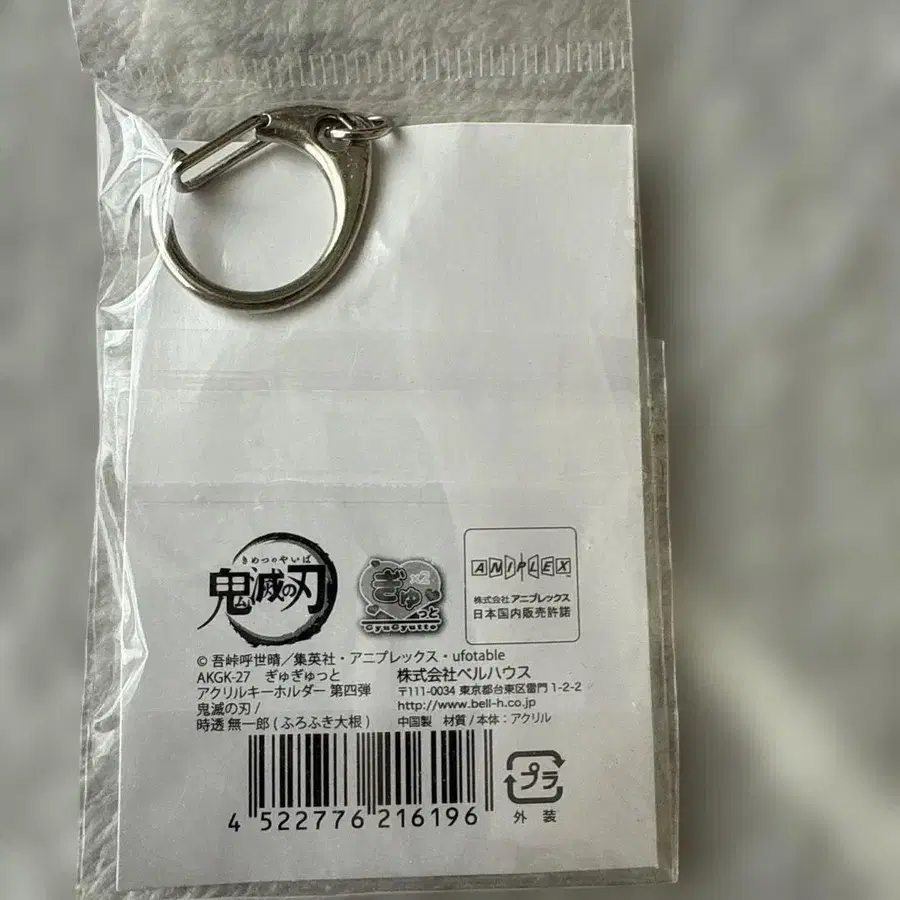 きめつのやいば
鬼滅の刃
ぎゅ×2
っと
GyuGyutto
ANIPLEX™
株式会社アニプレックス
日本国内販売許諾
© 吾峠呼世晴／集英社・アニプレックス・ufotable
AKGK-27　ぎゅぎゅっと
アクリルキーホルダー 第四弾
鬼滅の刃 /
時透 無一郎 ( ふろふき大根 )
株式会社ベルハウス
〒111-0034 東京都台東区雷門 1-2-2
http://www.bell-h.co.jp
中国製　材質 / 本体：アクリル
4 522776 216196
プラ
外 装